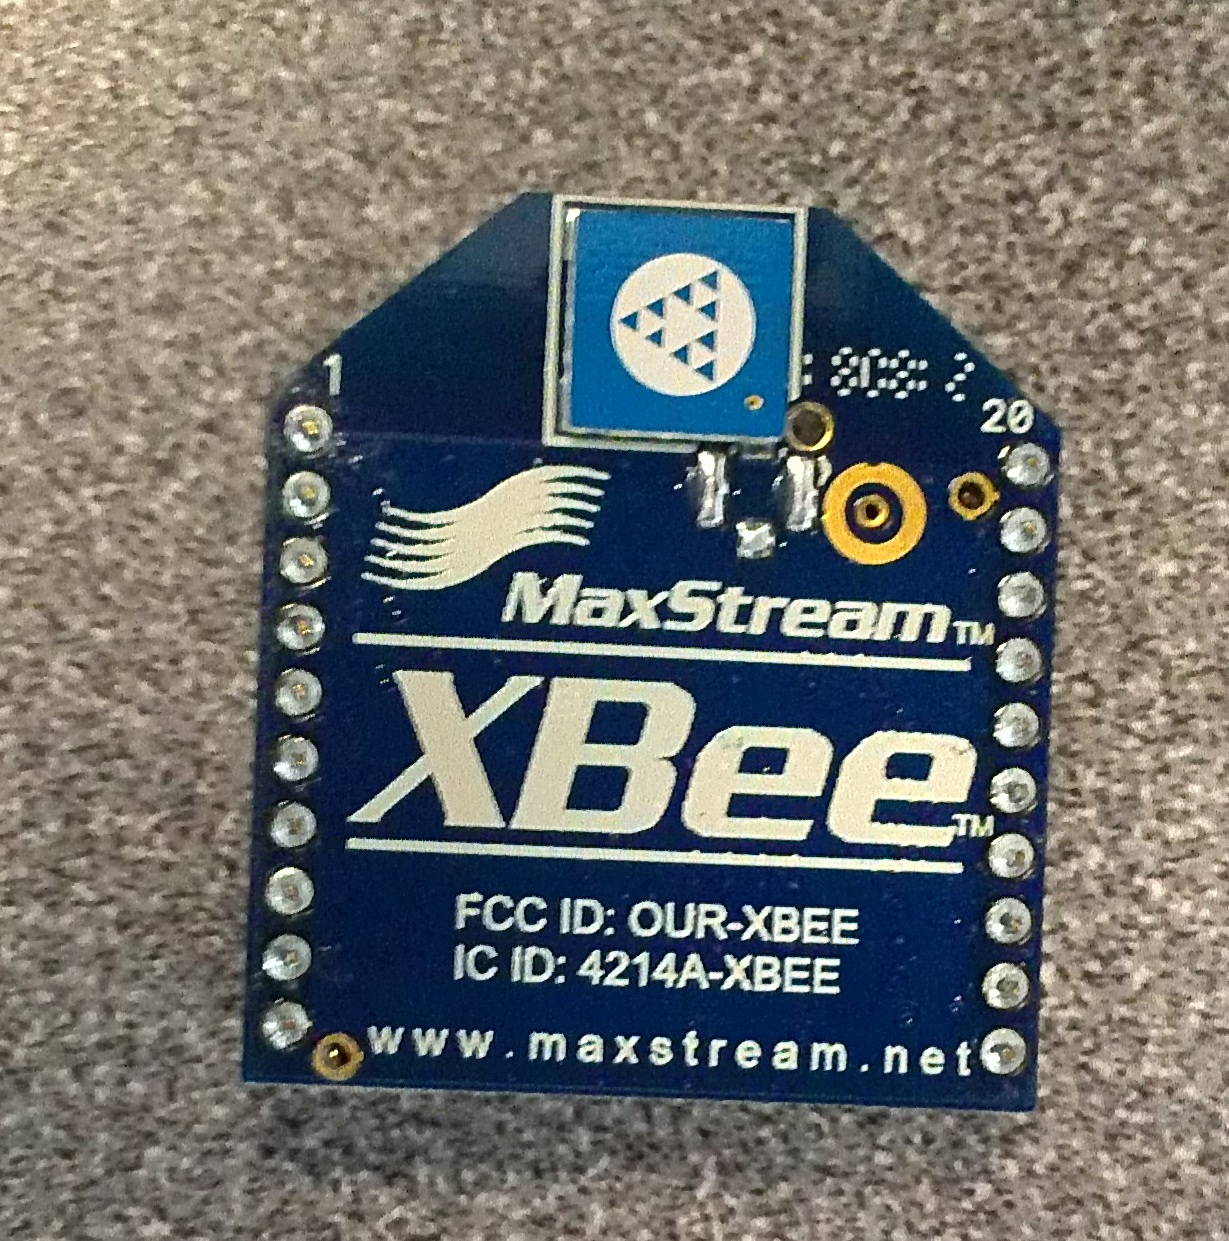 1
20
MaxStream™
XBee™
FCC ID: OUR-XBEE
IC ID: 4214A-XBEE
www.maxstream.net